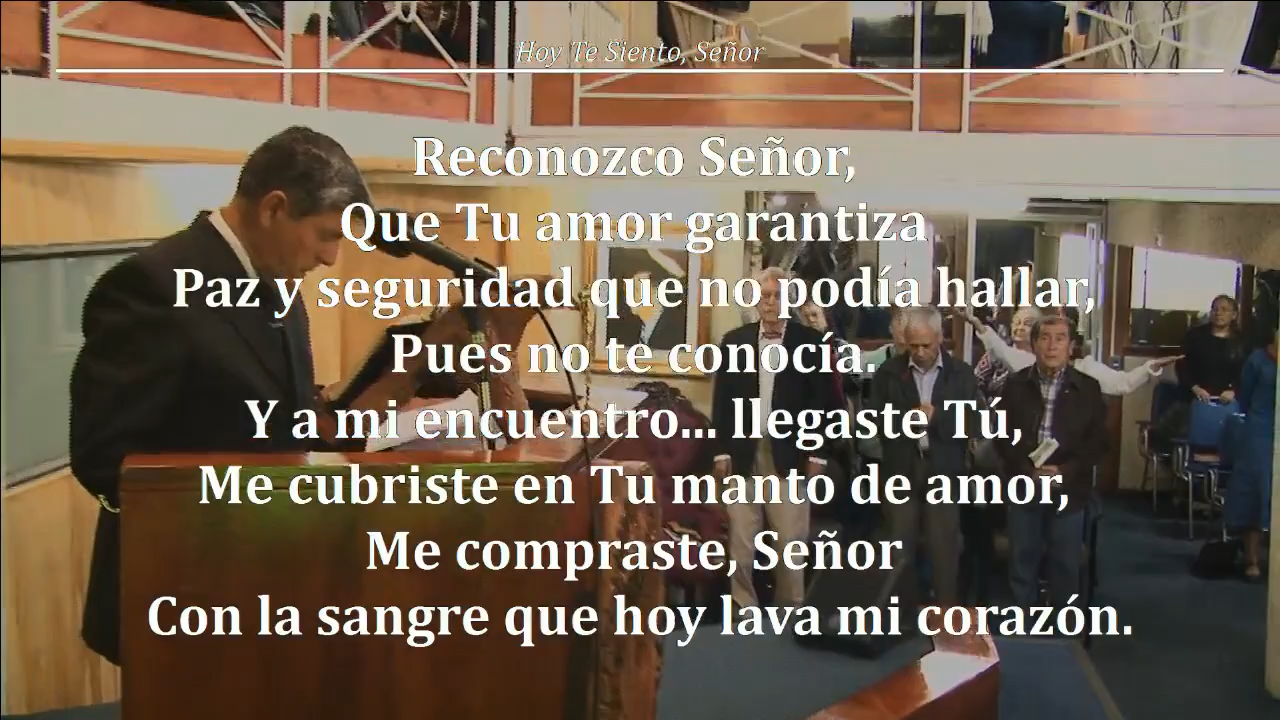 Hoy Te Siento, Señor
Reconozco Señor,
Que Tu amor garantiza
Paz y seguridad que no podía hallar,
Pues no te conocía.
Y a mi encuentro... llegaste Tú,
Me cubriste en Tu manto de amor,
Me compraste, Señor
Con la sangre que hoy lava mi corazón.